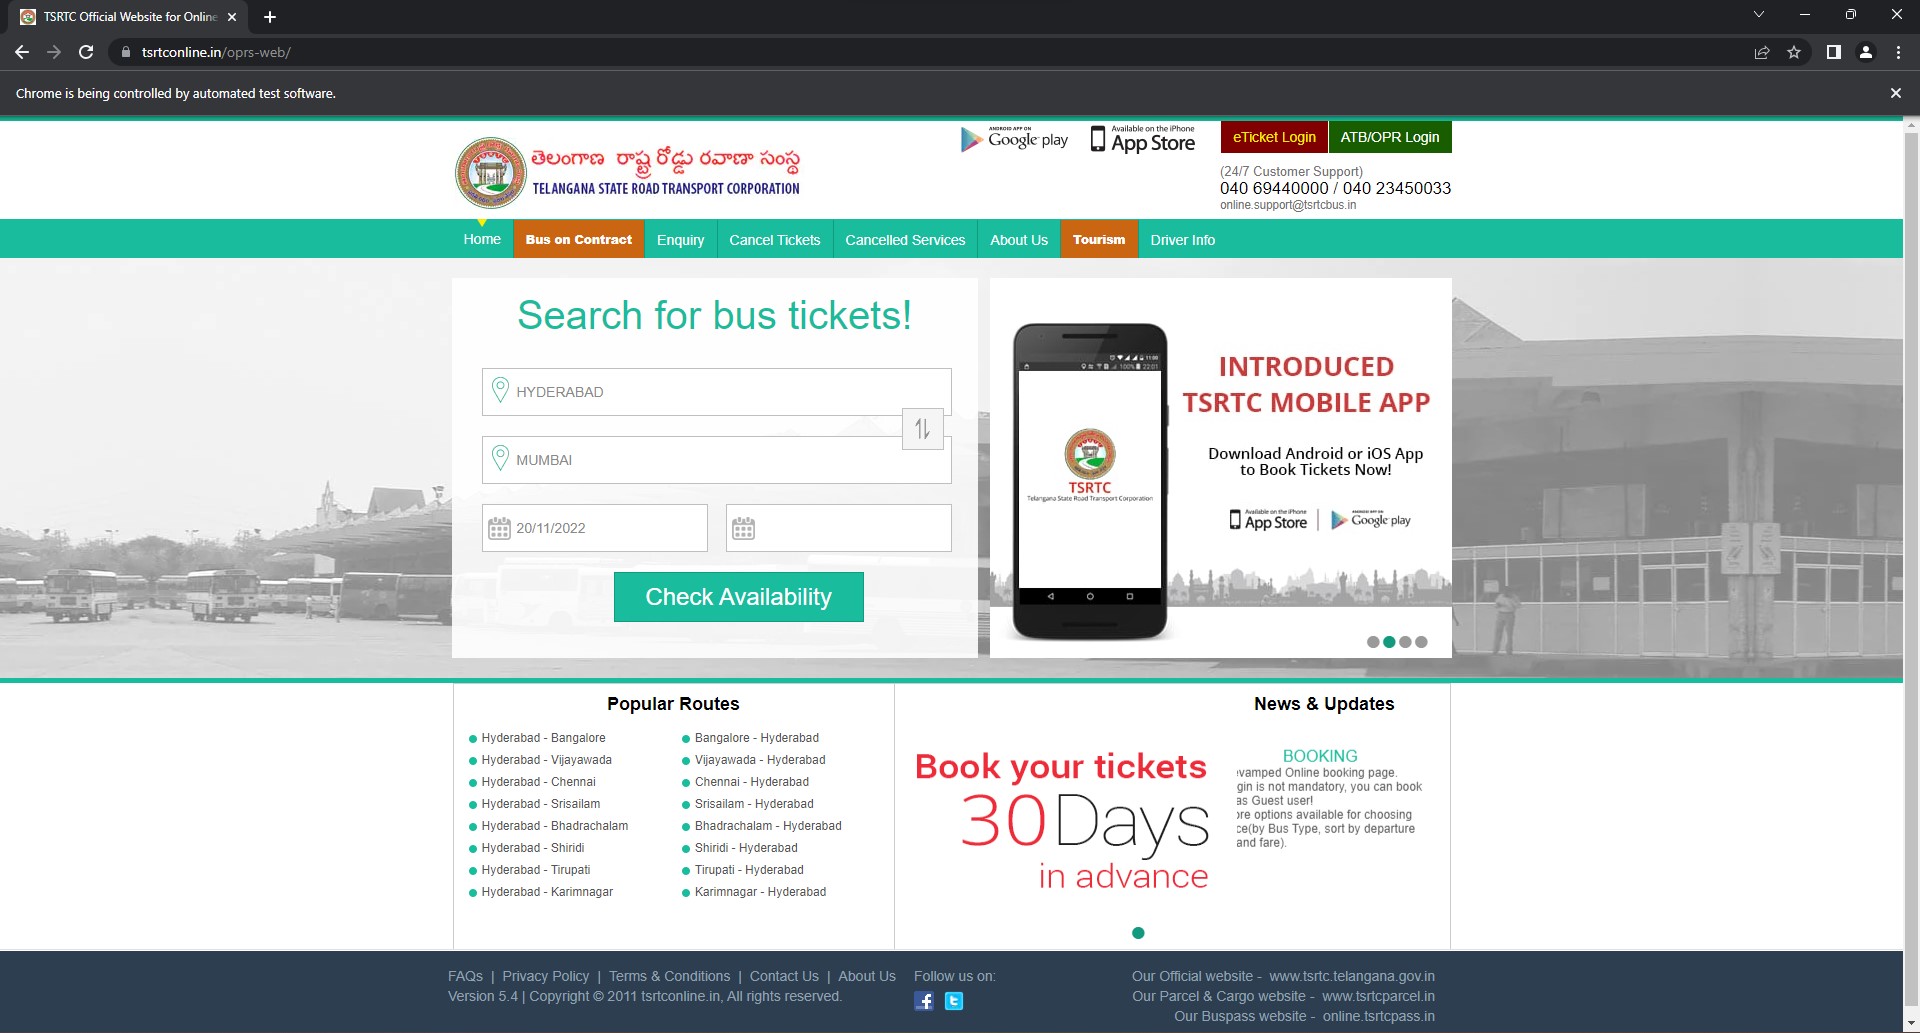 TSRTC Official Website for Online
tsrtconline.in/oprs-web/
Chrome is being controlled by automated test software.
తెలంగాణ రాష్ట్ర రోడ్డు రవాణా సంస్థ
TELANGANA STATE ROAD TRANSPORT CORPORATION
ANDROID APP ON
Google play
Available on the iPhone
App Store
eTicket Login
ATB/OPR Login
(24/7 Customer Support)
040 69440000 / 040 23450033
online.support@tsrtcbus.in
Home
Bus on Contract
Enquiry
Cancel Tickets
Cancelled Services
About Us
Tourism
Driver Info
Search for bus tickets!
HYDERABAD
MUMBAI
20/11/2022
Check Availability
100% 22:01
TSRTC
Telangana State Road Transport Corporation
INTRODUCED
TSRTC MOBILE APP
Download Android or iOS App
to Book Tickets Now!
Available on the iPhone
App Store
ANDROID APP ON
Google play
Popular Routes
Hyderabad - Bangalore
Hyderabad - Vijayawada
Hyderabad - Chennai
Hyderabad - Srisailam
Hyderabad - Bhadrachalam
Hyderabad - Shiridi
Hyderabad - Tirupati
Hyderabad - Karimnagar
Bangalore - Hyderabad
Vijayawada - Hyderabad
Chennai - Hyderabad
Srisailam - Hyderabad
Bhadrachalam - Hyderabad
Shiridi - Hyderabad
Tirupati - Hyderabad
Karimnagar - Hyderabad
Book your tickets
30 Days
in advance
News & Updates
BOOKING
vamped Online booking page.
gin is not mandatory, you can book
as Guest user!
ore options available for choosing
ce(by Bus Type, sort by departure
and fare).
FAQs | Privacy Policy | Terms & Conditions | Contact Us | About Us
Version 5.4 | Copyright © 2011 tsrtconline.in, All rights reserved.
Follow us on:
Our Official website - www.tsrtc.telangana.gov.in
Our Parcel & Cargo website - www.tsrtcparcel.in
Our Buspass website - online.tsrtcpass.in